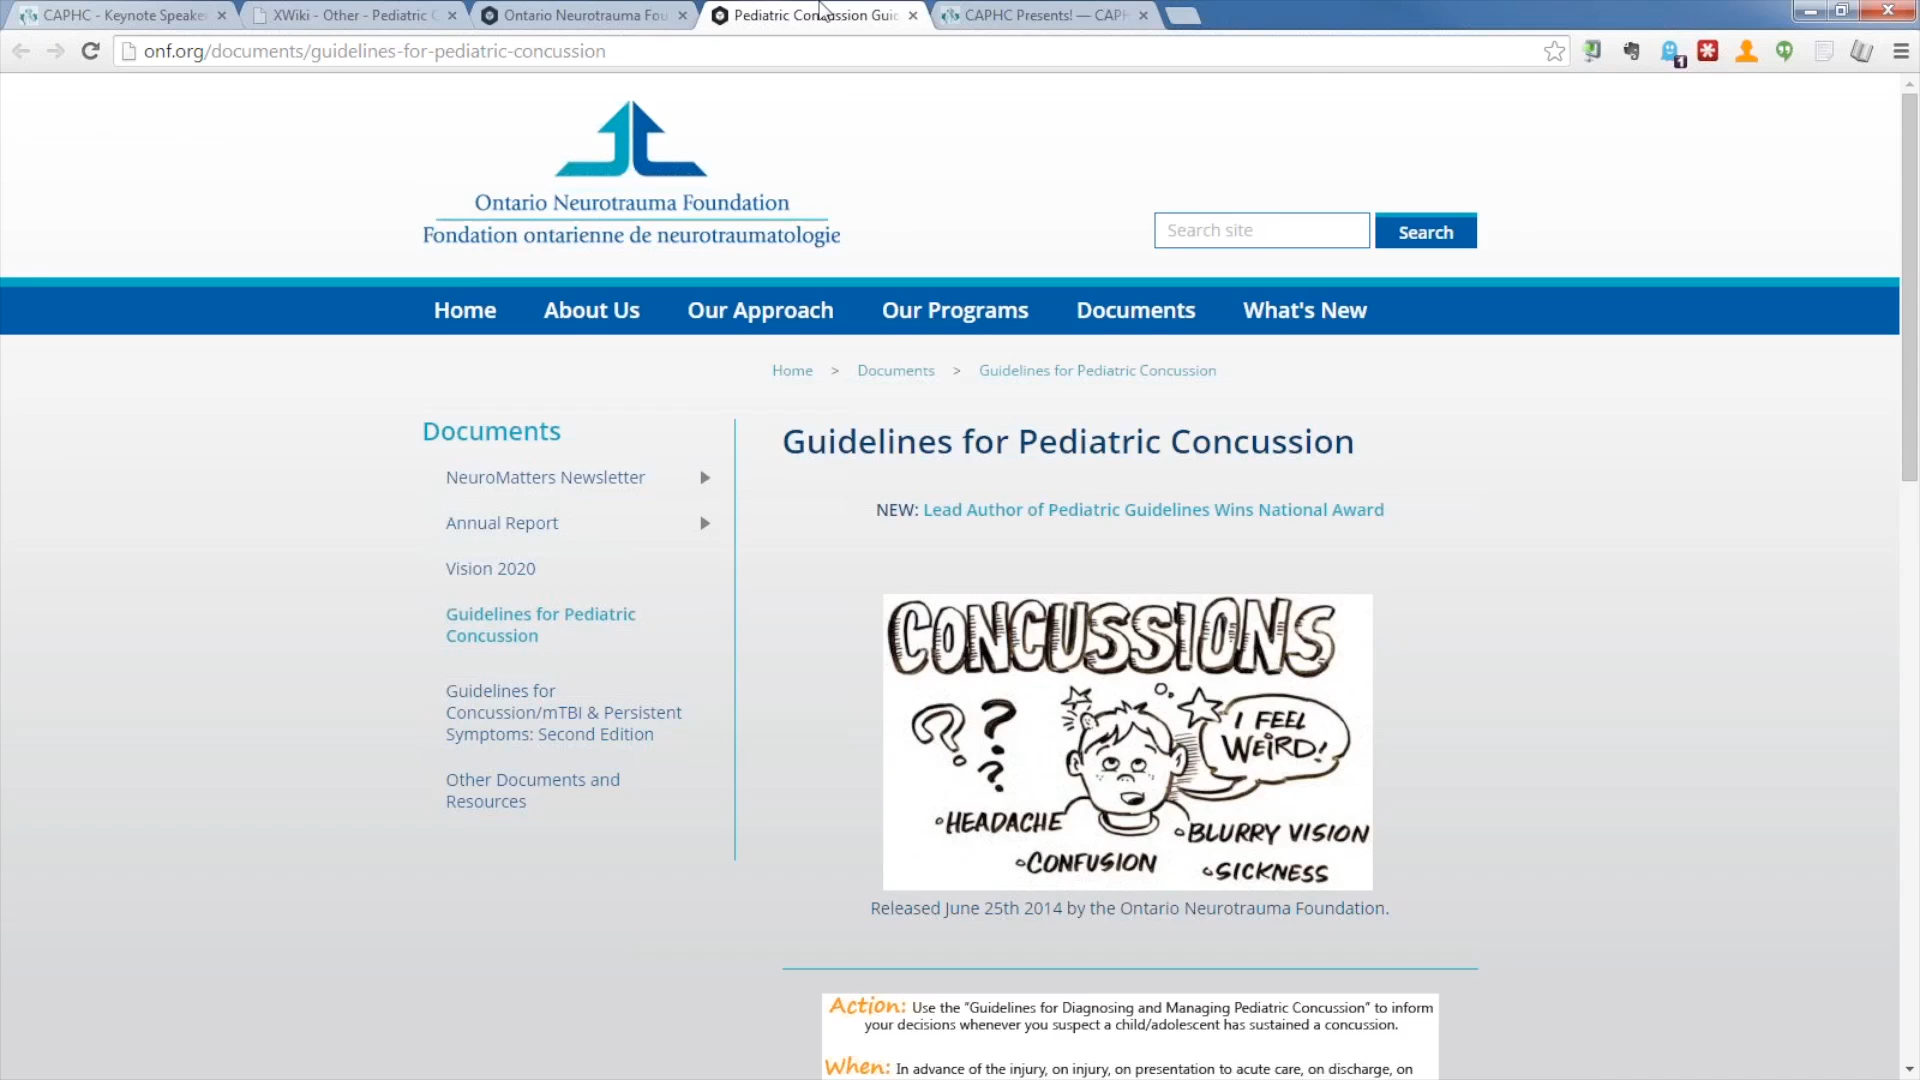 CAPHC - Keynote Speake
XWiki - Other - Pediatric C
Ontario Neurotrauma Fou
Pediatric Concussion Guid
CAPHC Presents! — CAPH
onf.org/documents/guidelines-for-pediatric-concussion
1
Ontario Neurotrauma Foundation
Fondation ontarienne de neurotraumatologie
Search site
Search
Home
About Us
Our Approach
Our Programs
Documents
What's New
Home > Documents > Guidelines for Pediatric Concussion
Documents
NeuroMatters Newsletter
Annual Report
Vision 2020
Guidelines for Pediatric
Concussion
Guidelines for
Concussion/mTBI & Persistent
Symptoms: Second Edition
Other Documents and
Resources
Guidelines for Pediatric Concussion
NEW: Lead Author of Pediatric Guidelines Wins National Award
CONCUSSIONS
? ? ?
I FEEL
WEIRD!
HEADACHE
BLURRY VISION
CONFUSION
SICKNESS
Released June 25th 2014 by the Ontario Neurotrauma Foundation.
Action: Use the "Guidelines for Diagnosing and Managing Pediatric Concussion" to inform
your decisions whenever you suspect a child/adolescent has sustained a concussion.
When: In advance of the injury, on injury, on presentation to acute care, on discharge, on